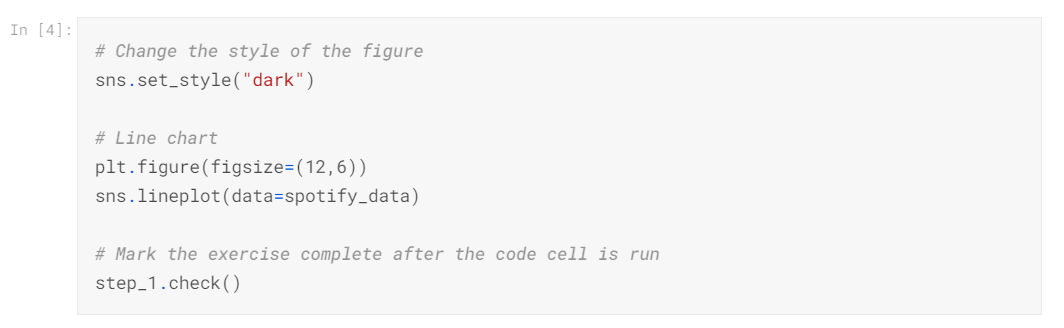 In [4]:
# Change the style of the figure
sns.set_style("dark")
# Line chart
plt.figure(figsize=(12,6))
sns.lineplot(data=spotify_data)
# Mark the exercise complete after the code cell is run
step_1.check()